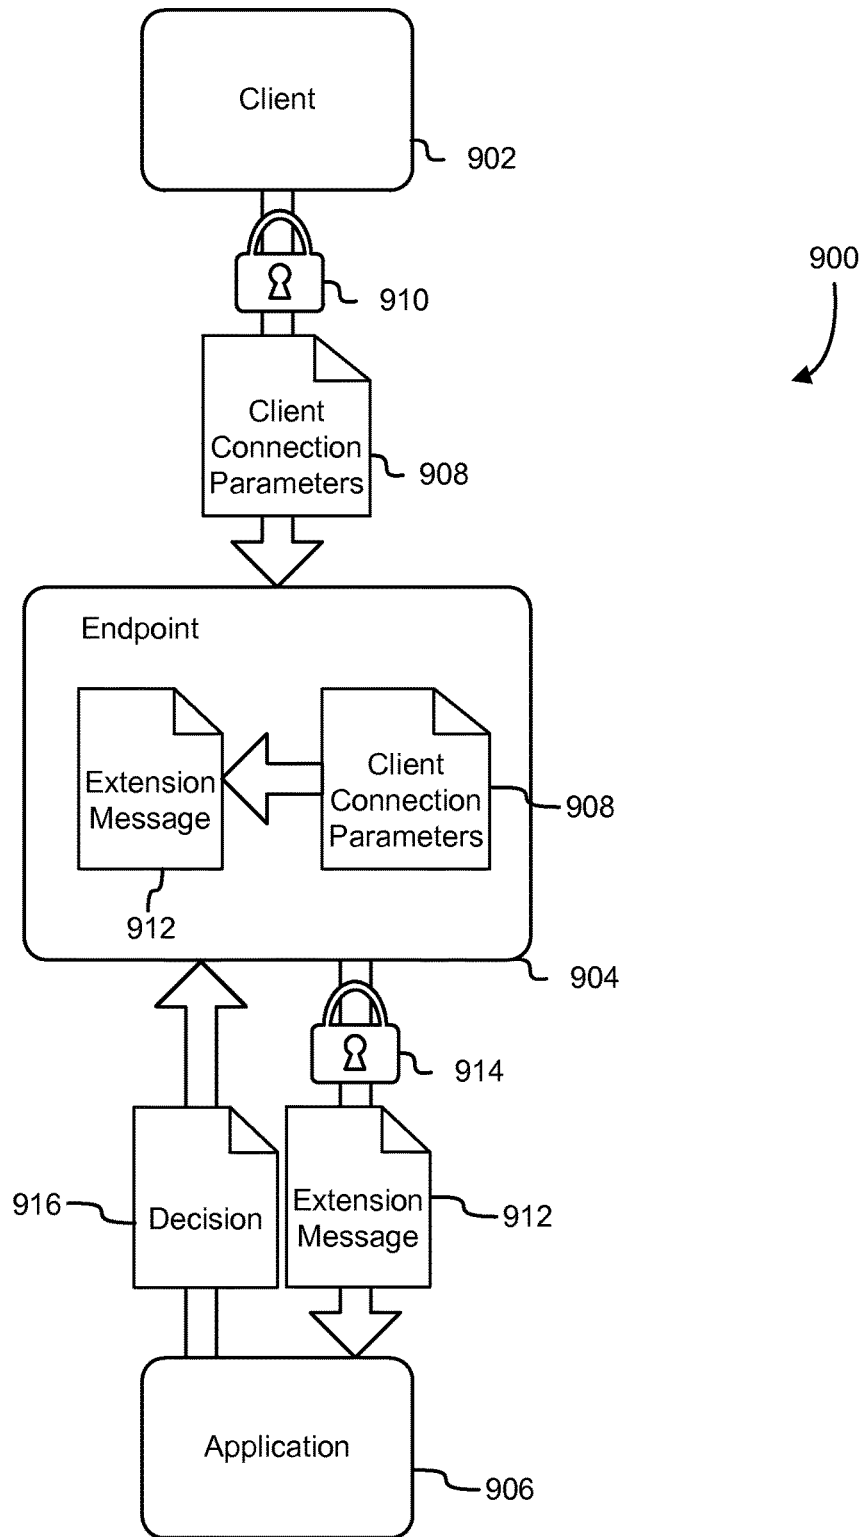 Client
902
900
910
Client
Connection
Parameters
908
Endpoint
Extension
Message
Client
Connection
Parameters
908
912
904
914
916
Decision
Extension
Message
912
Application
906